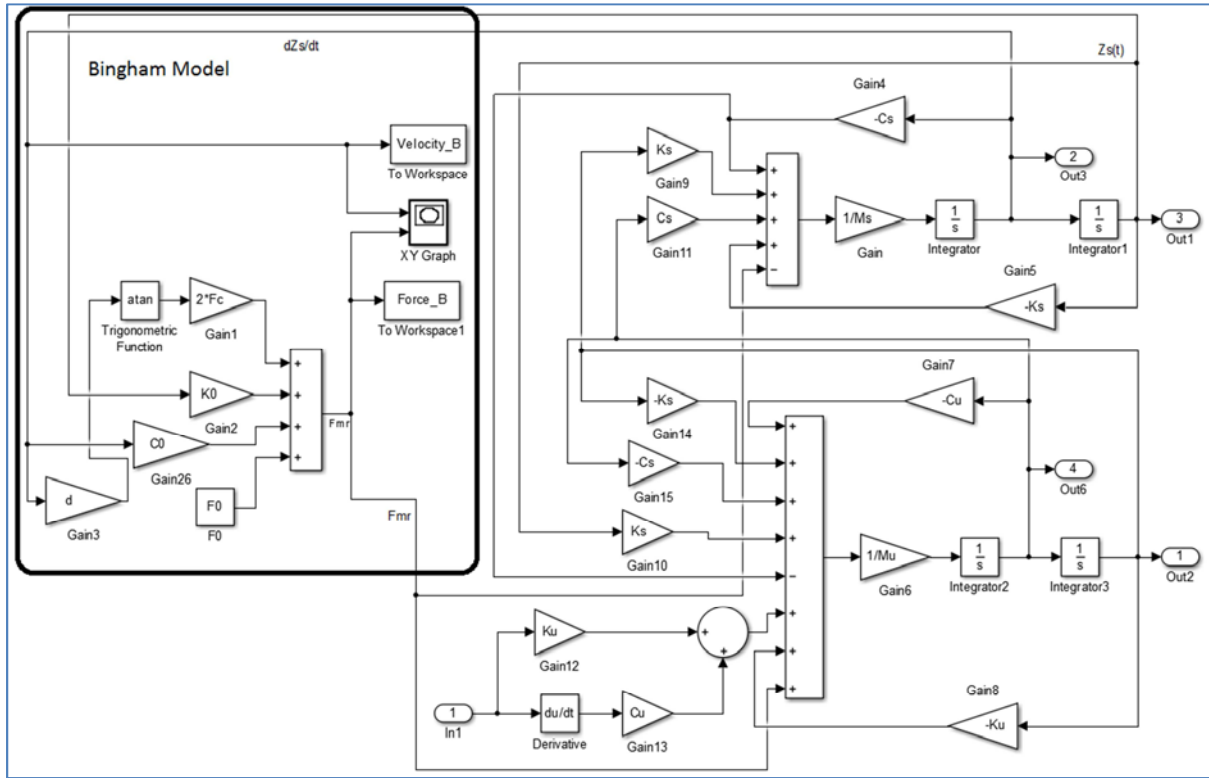 dZs/dt
Zs(t)
Bingham Model
Gain4
-Cs
Velocity_B
To Workspace
Ks
Gain9
+
+
+
+
−
2
Out3
Cs
Gain11
1/Ms
Gain
1
s
Integrator
1
s
Integrator1
3
Out1
XY Graph
Gain5
-Ks
atan
Trigonometric
Function
2*Fc
Gain1
Force_B
To Workspace1
+
+
+
+
K0
Gain2
Fmr
C0
Gain26
d
Gain3
F0
F0
Fmr
Gain7
-Cu
-Ks
Gain14
-Cs
Gain15
Ks
Gain10
+
+
+
+
−
+
+
+
4
Out6
1/Mu
Gain6
1
s
Integrator2
1
s
Integrator3
1
Out2
Ku
Gain12
+
+
1
In1
du/dt
Derivative
Cu
Gain13
Gain8
-Ku